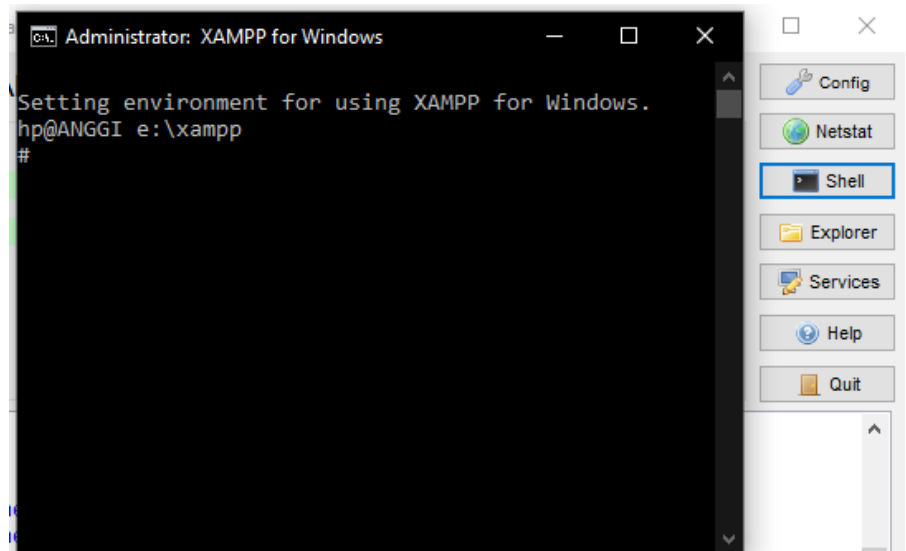 Administrator: XAMPP for Windows
Setting environment for using XAMPP for Windows.
hp@ANGGI e:\xampp
#
Config
Netstat
Shell
Explorer
Services
Help
Quit